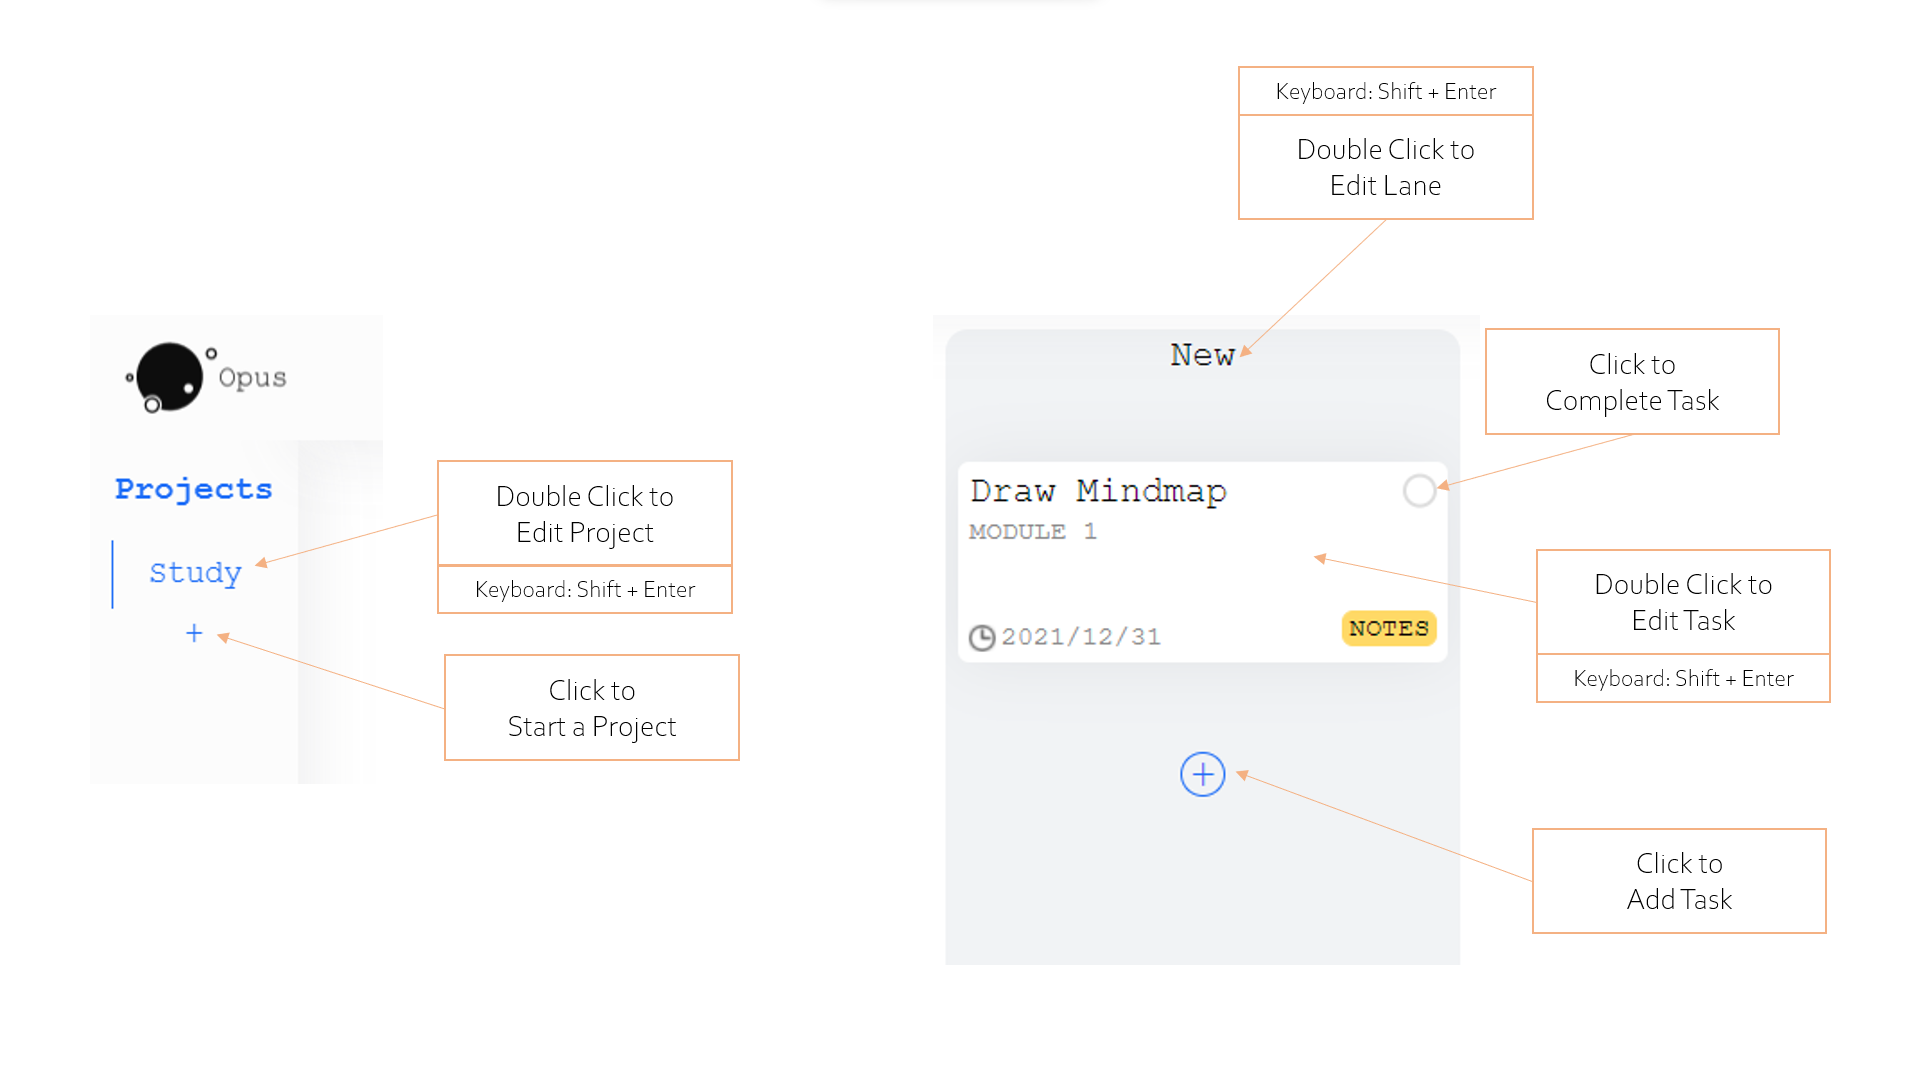 Opus
Projects
Study
+
Double Click to
Edit Project
Keyboard: Shift + Enter
Click to
Start a Project
Keyboard: Shift + Enter
Double Click to
Edit Lane
New
Click to
Complete Task
Draw Mindmap
MODULE 1
2021/12/31
NOTES
Double Click to
Edit Task
Keyboard: Shift + Enter
+
Click to
Add Task